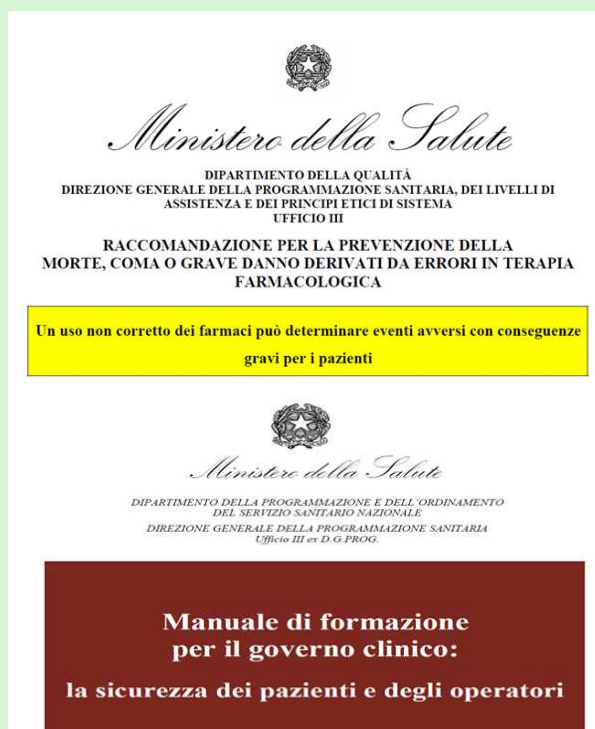 Ministero della Salute
DIPARTIMENTO DELLA QUALITÀ
DIREZIONE GENERALE DELLA PROGRAMMAZIONE SANITARIA, DEI LIVELLI DI
ASSISTENZA E DEI PRINCIPI ETICI DI SISTEMA
UFFICIO III
RACCOMANDAZIONE PER LA PREVENZIONE DELLA
MORTE, COMA O GRAVE DANNO DERIVATI DA ERRORI IN TERAPIA
FARMACOLOGICA
Un uso non corretto dei farmaci può determinare eventi avversi con conseguenze
gravi per i pazienti
Ministero della Salute
DIPARTIMENTO DELLA PROGRAMMAZIONE E DELL'ORDINAMENTO
DEL SERVIZIO SANITARIO NAZIONALE
DIREZIONE GENERALE DELLA PROGRAMMAZIONE SANITARIA
Ufficio III ex D.G.PROG.
Manuale di formazione
per il governo clinico:
la sicurezza dei pazienti e degli operatori